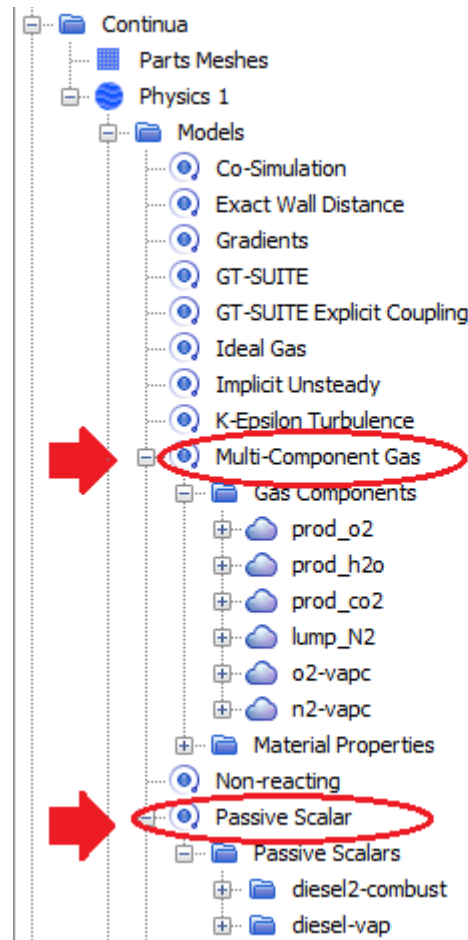 Continua
Parts Meshes
Physics 1
Models
Co-Simulation
Exact Wall Distance
Gradients
GT-SUITE
GT-SUITE Explicit Coupling
Ideal Gas
Implicit Unsteady
K-Epsilon Turbulence
Multi-Component Gas
Gas Components
prod_o2
prod_h2o
prod_co2
lump_N2
o2-vapc
n2-vapc
Material Properties
Non-reacting
Passive Scalar
Passive Scalars
diesel2-combust
diesel-vap